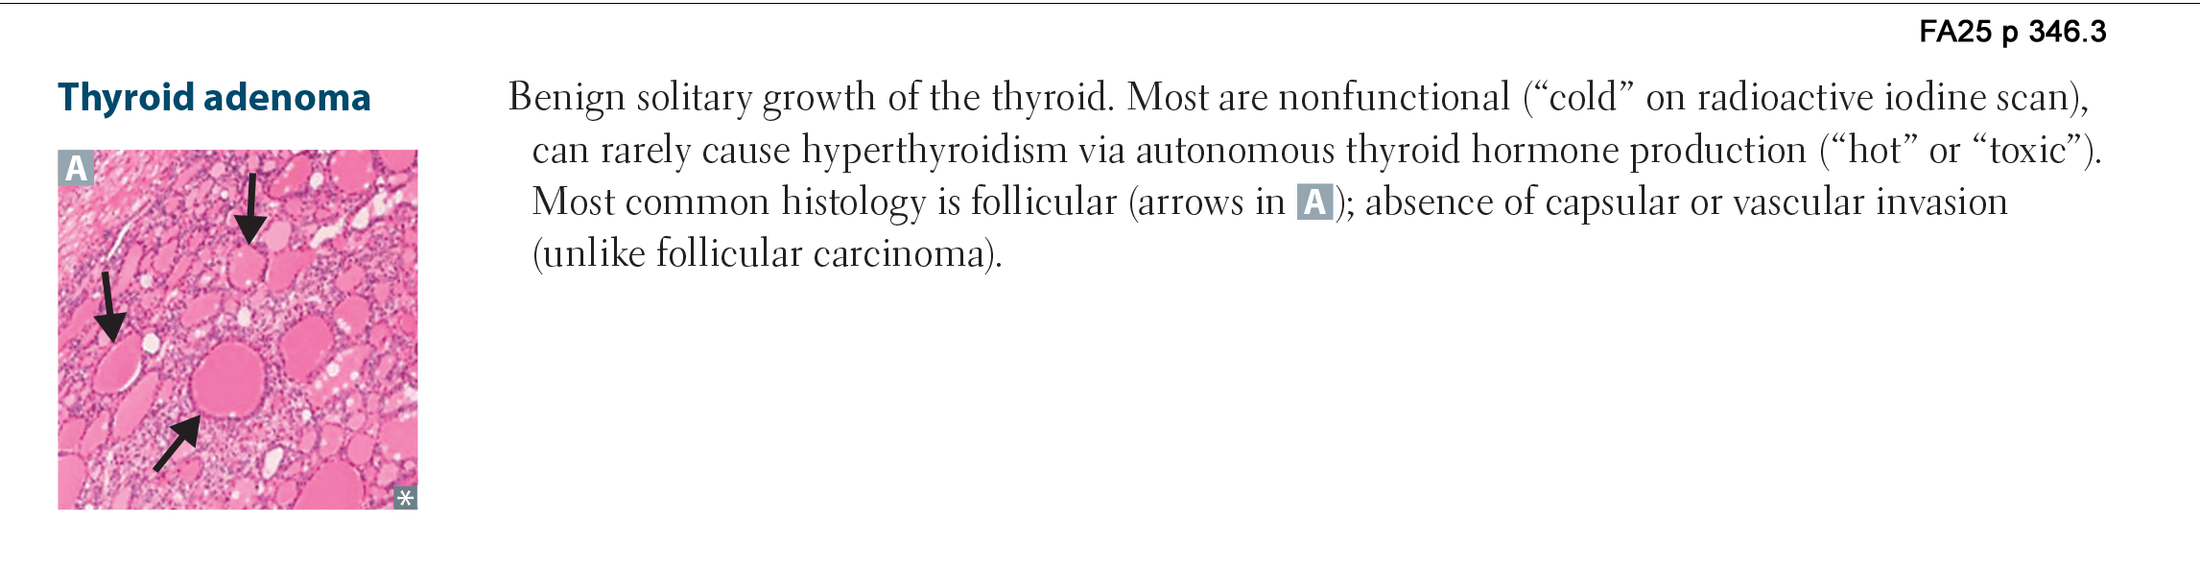 FA25 p 346.3
Thyroid adenoma
Benign solitary growth of the thyroid. Most are nonfunctional (“cold” on radioactive iodine scan),
can rarely cause hyperthyroidism via autonomous thyroid hormone production (“hot” or “toxic”).
Most common histology is follicular (arrows in A); absence of capsular or vascular invasion
(unlike follicular carcinoma).
A
*